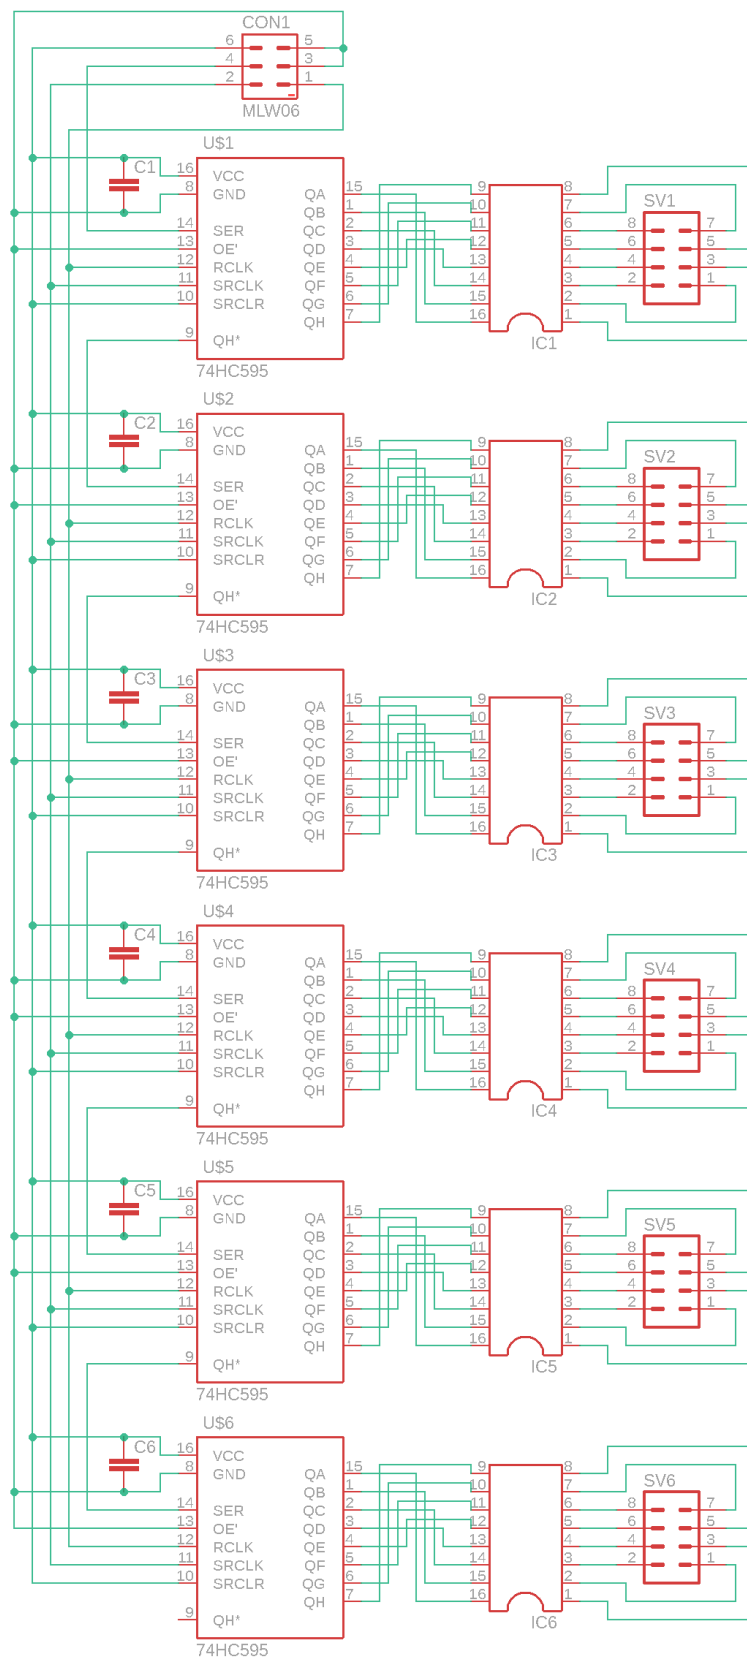 CON1
6 5
4 3
2 1
MLW06
U$1
C1 16 VCC
8 GND QA 15 9 8
QB 1 10 7 SV1
14 SER QC 2 11 6 8 7
13 OE' QD 3 12 5 6 5
12 RCLK QE 4 13 4 4 3
11 SRCLK QF 5 14 3 2 1
10 SRCLR QG 6 15 2
QH 7 16 1
9 QH* IC1
74HC595
U$2
C2 16 VCC
8 GND QA 15 9 8
QB 1 10 7 SV2
14 SER QC 2 11 6 8 7
13 OE' QD 3 12 5 6 5
12 RCLK QE 4 13 4 4 3
11 SRCLK QF 5 14 3 2 1
10 SRCLR QG 6 15 2
QH 7 16 1
9 QH* IC2
74HC595
U$3
C3 16 VCC
8 GND QA 15 9 8
QB 1 10 7 SV3
14 SER QC 2 11 6 8 7
13 OE' QD 3 12 5 6 5
12 RCLK QE 4 13 4 4 3
11 SRCLK QF 5 14 3 2 1
10 SRCLR QG 6 15 2
QH 7 16 1
9 QH* IC3
74HC595
U$4
C4 16 VCC
8 GND QA 15 9 8
QB 1 10 7 SV4
14 SER QC 2 11 6 8 7
13 OE' QD 3 12 5 6 5
12 RCLK QE 4 13 4 4 3
11 SRCLK QF 5 14 3 2 1
10 SRCLR QG 6 15 2
QH 7 16 1
9 QH* IC4
74HC595
U$5
C5 16 VCC
8 GND QA 15 9 8
QB 1 10 7 SV5
14 SER QC 2 11 6 8 7
13 OE' QD 3 12 5 6 5
12 RCLK QE 4 13 4 4 3
11 SRCLK QF 5 14 3 2 1
10 SRCLR QG 6 15 2
QH 7 16 1
9 QH* IC5
74HC595
U$6
C6 16 VCC
8 GND QA 15 9 8
QB 1 10 7 SV6
14 SER QC 2 11 6 8 7
13 OE' QD 3 12 5 6 5
12 RCLK QE 4 13 4 4 3
11 SRCLK QF 5 14 3 2 1
10 SRCLR QG 6 15 2
QH 7 16 1
9 QH* IC6
74HC595